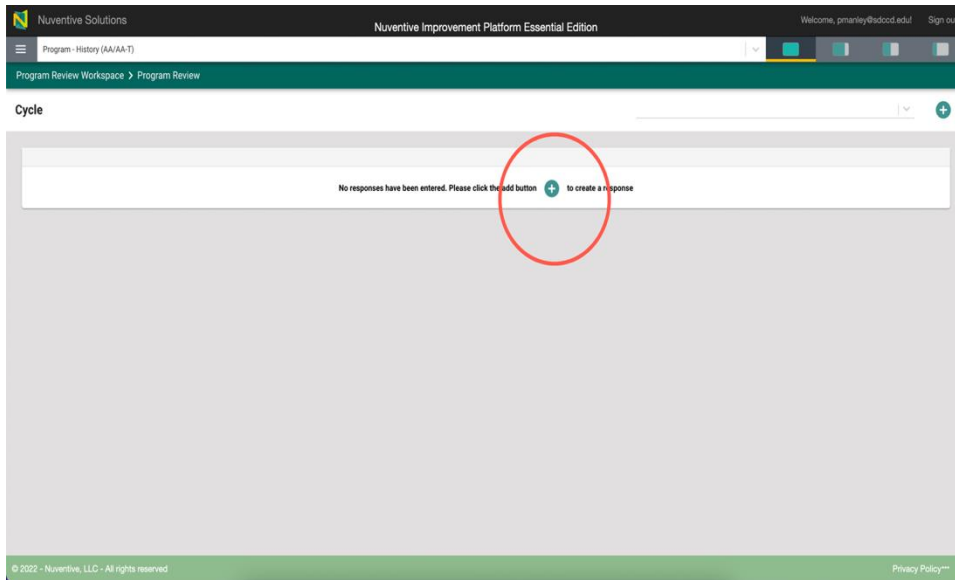 Nuventive Solutions
Nuventive Improvement Platform Essential Edition
Welcome, pmanley@sdccd.edu!
Sign ou
Program - History (AA/AA-T)
Program Review Workspace > Program Review
Cycle
No responses have been entered. Please click the add button + to create a response
© 2022 - Nuventive, LLC - All rights reserved
Privacy Policy